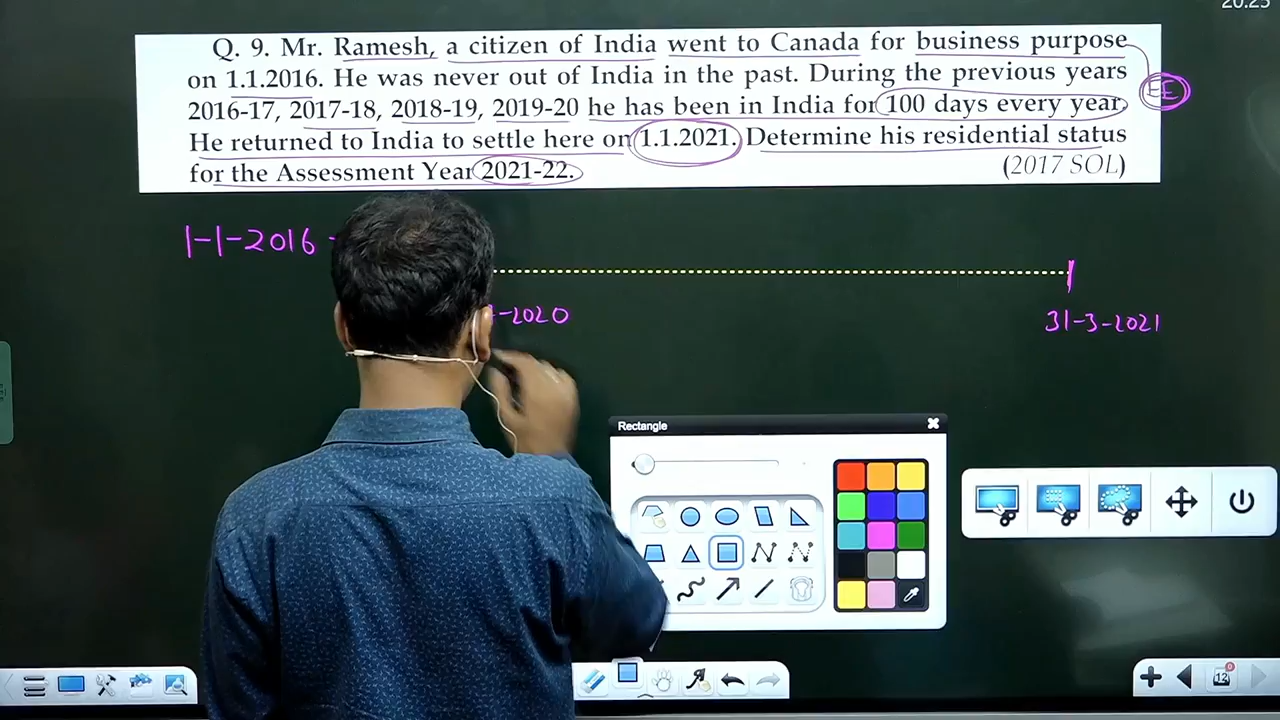 20:25
Q. 9. Mr. Ramesh, a citizen of India went to Canada for business purpose
on 1.1.2016. He was never out of India in the past. During the previous years
2016-17, 2017-18, 2018-19, 2019-20 he has been in India for 100 days every year.
He returned to India to settle here on 1.1.2021. Determine his residential status
for the Assessment Year 2021-22.
(2017 SOL)
EE
1-1-2016 -
-2020
31-3-2021
Rectangle
12